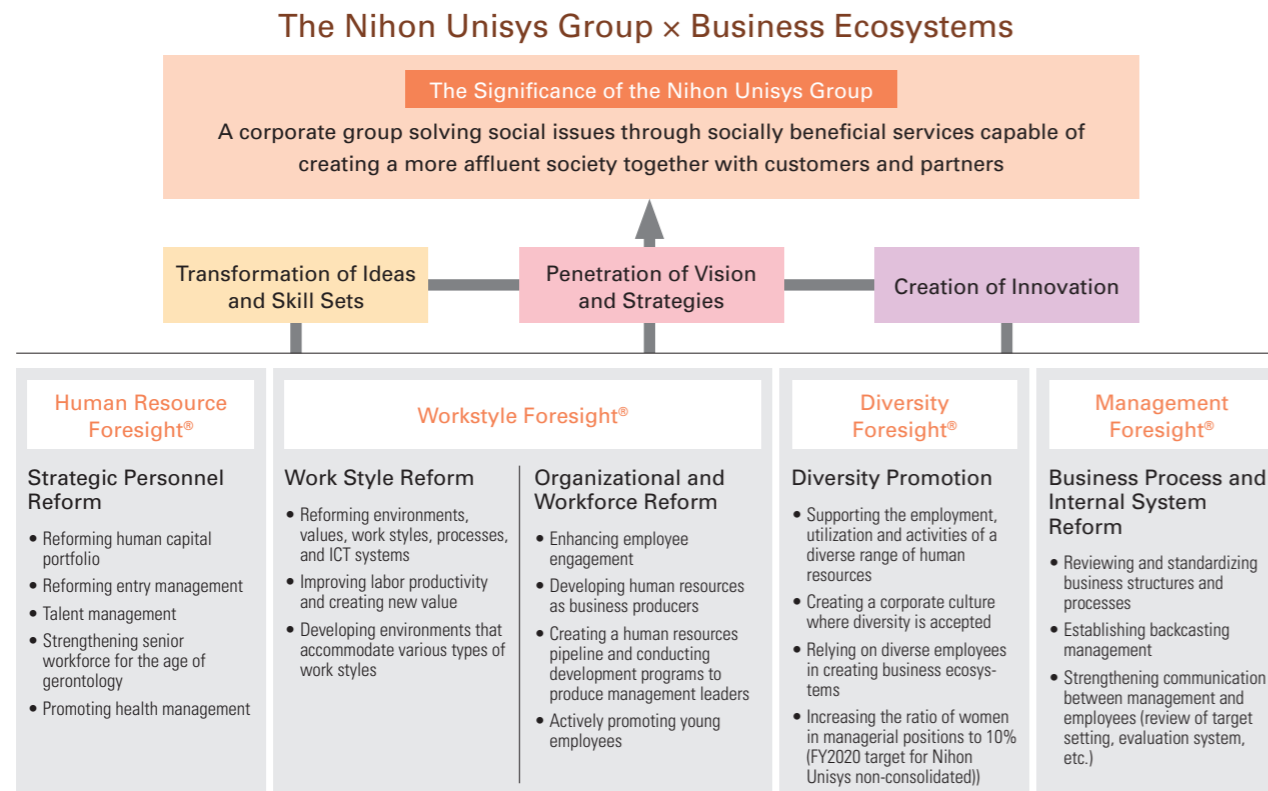 The Nihon Unisys Group × Business Ecosystems
The Significance of the Nihon Unisys Group
A corporate group solving social issues through socially beneficial services capable of
creating a more affluent society together with customers and partners
Transformation of Ideas
and Skill Sets
Penetration of Vision
and Strategies
Creation of Innovation
Human Resource
Foresight®
Strategic Personnel
Reform
• Reforming human capital
portfolio
• Reforming entry management
• Talent management
• Strengthening senior
workforce for the age of
gerontology
• Promoting health management
Workstyle Foresight®
Work Style Reform
• Reforming environments,
values, work styles, processes,
and ICT systems
• Improving labor productivity
and creating new value
• Developing environments that
accommodate various types of
work styles
Organizational and
Workforce Reform
• Enhancing employee
engagement
• Developing human resources
as business producers
• Creating a human resources
pipeline and conducting
development programs to
produce management leaders
• Actively promoting young
employees
Diversity
Foresight®
Diversity Promotion
• Supporting the employment,
utilization and activities of a
diverse range of human
resources
• Creating a corporate culture
where diversity is accepted
• Relying on diverse employees
in creating business ecosys-
tems
• Increasing the ratio of women
in managerial positions to 10%
(FY2020 target for Nihon
Unisys non-consolidated))
Management
Foresight®
Business Process and
Internal System
Reform
• Reviewing and standardizing
business structures and
processes
• Establishing backcasting
management
• Strengthening communication
between management and
employees (review of target
setting, evaluation system,
etc.)